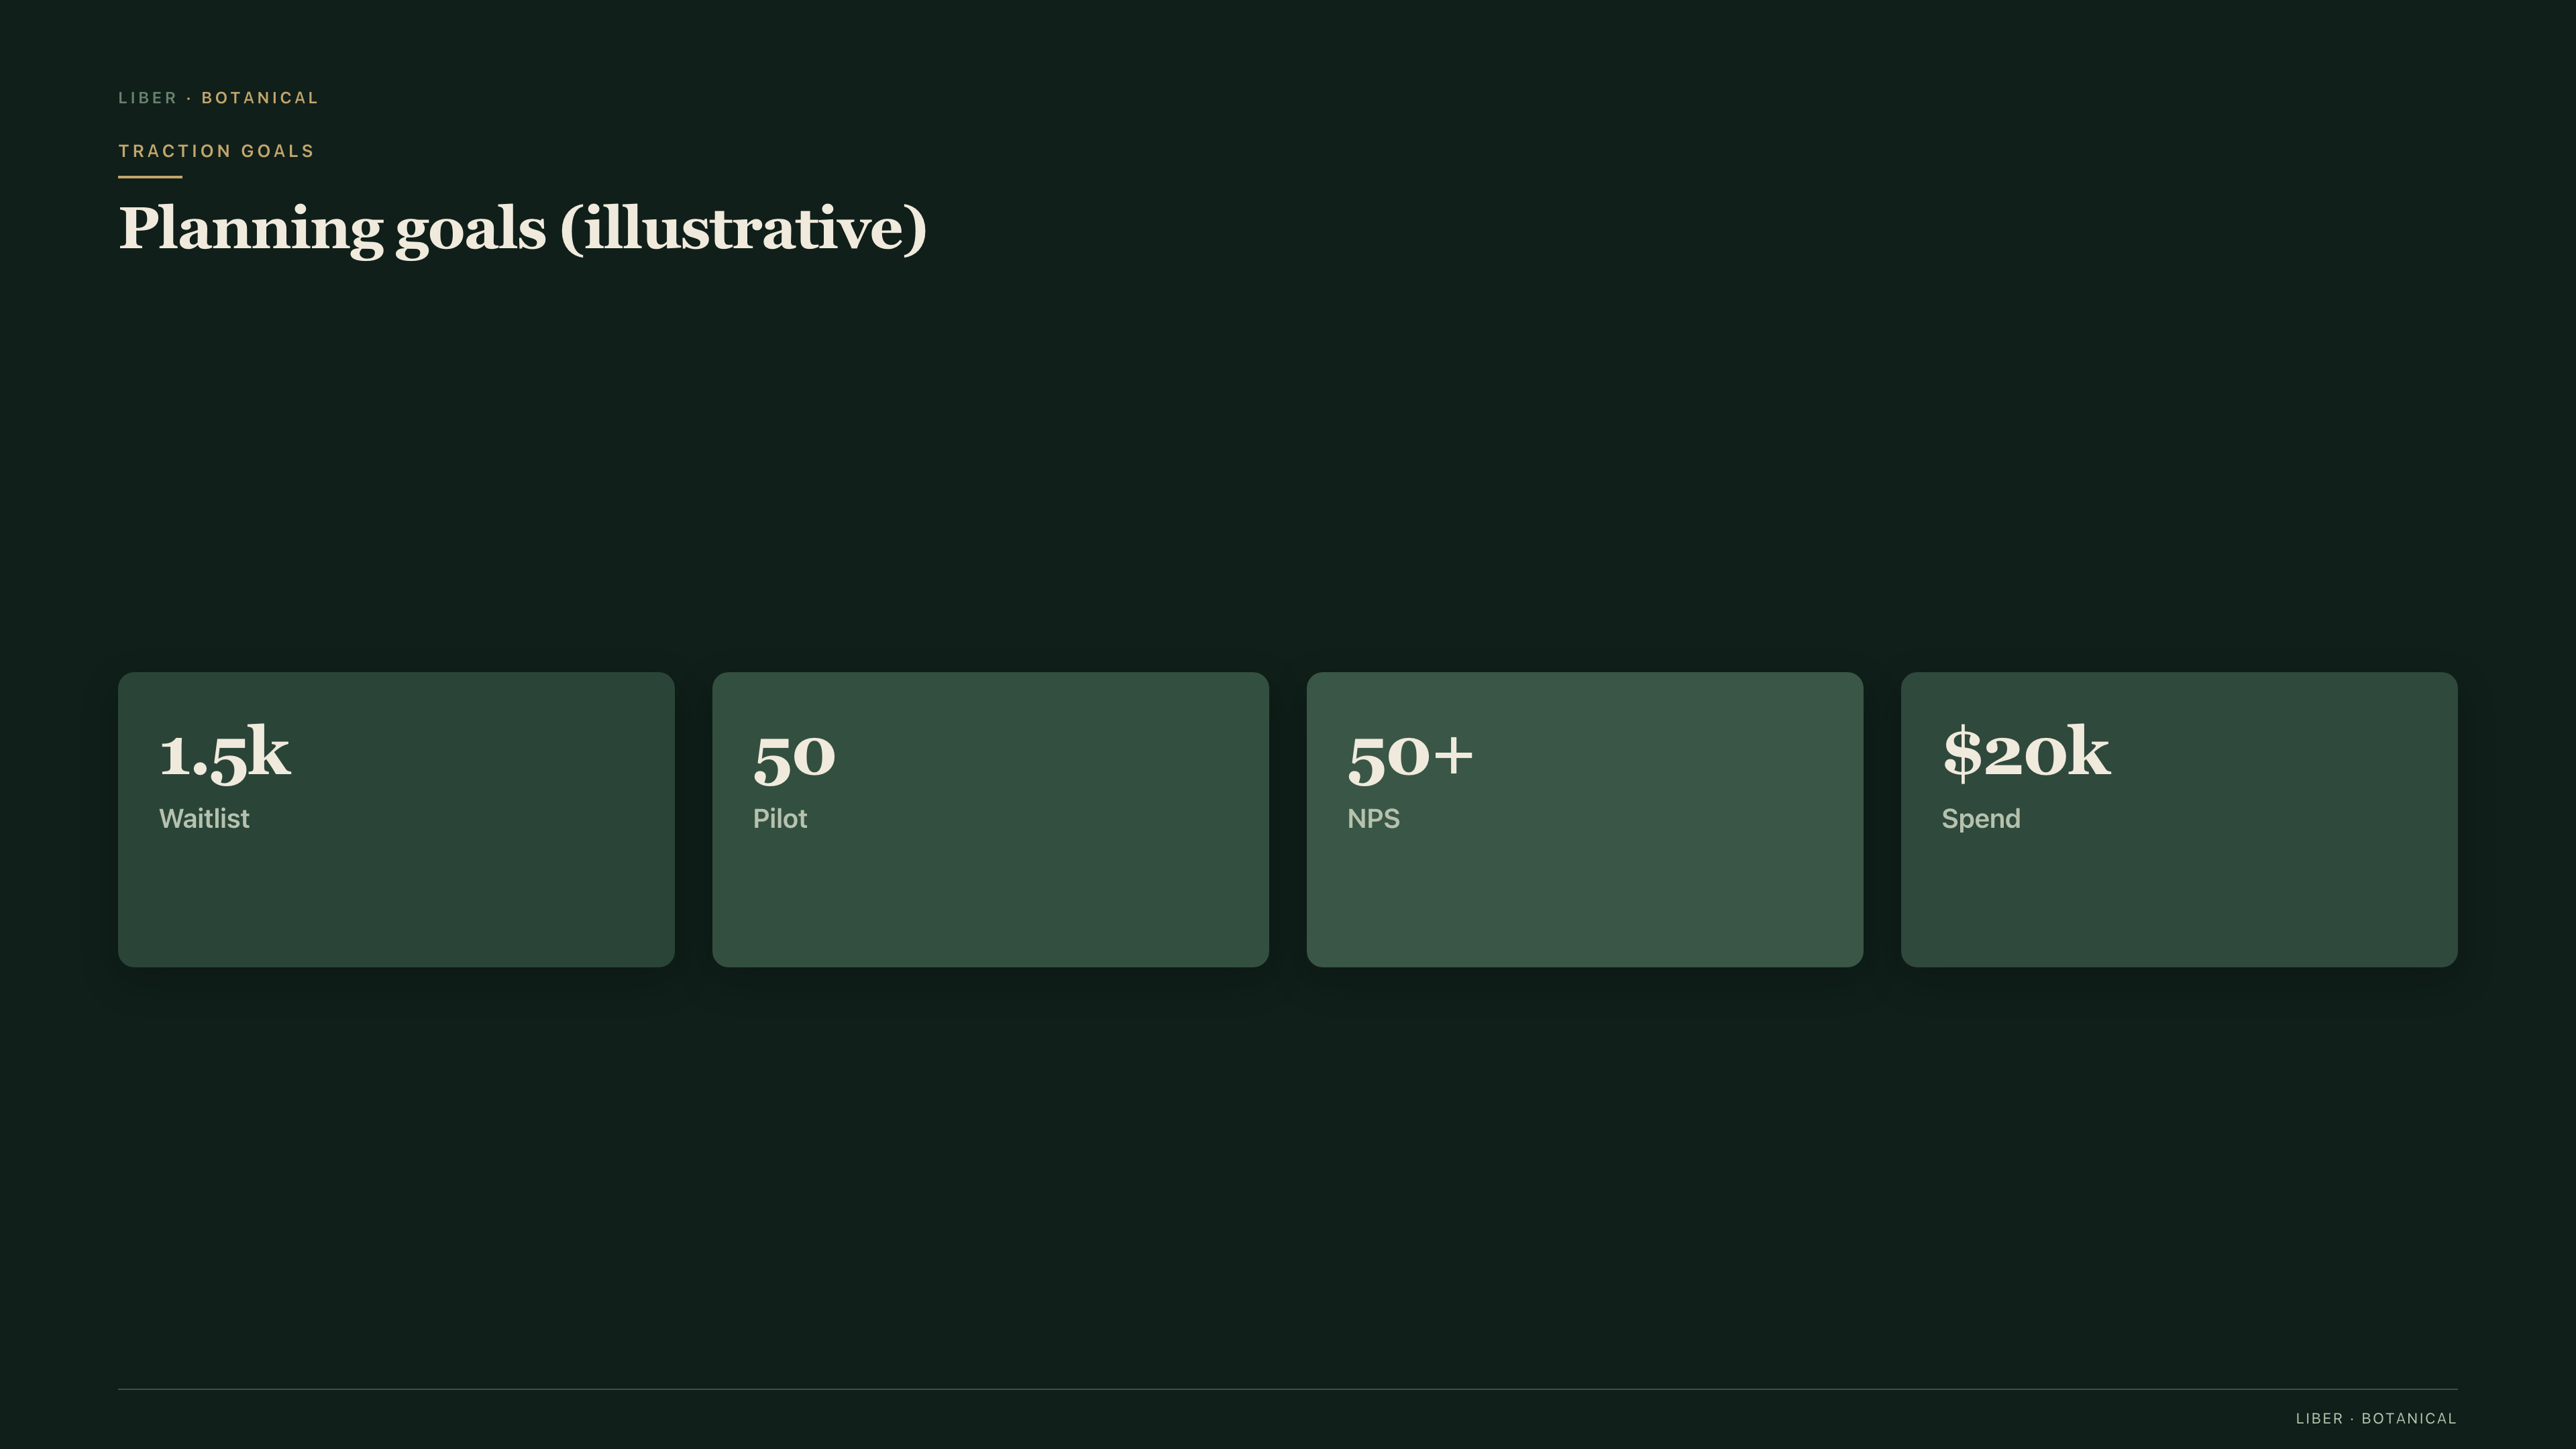 LIBER · BOTANICAL
TRACTION GOALS
Planning goals (illustrative)
1.5k
Waitlist
50
Pilot
50+
NPS
$20k
Spend
LIBER · BOTANICAL